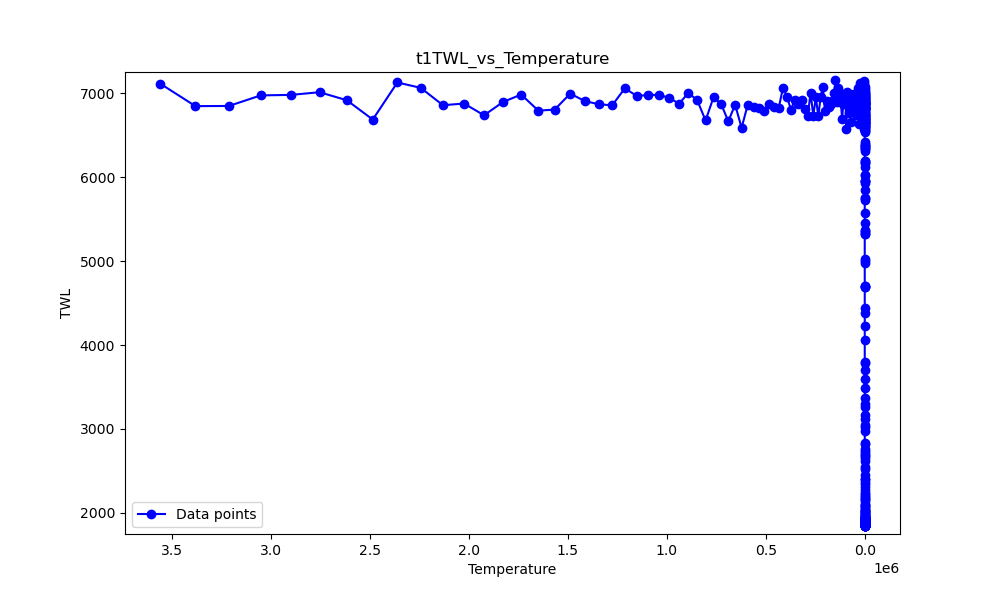 t1TWL_vs_Temperature
7000
6000
5000
4000
3000
2000
TWL
Data points
3.5 3.0 2.5 2.0 1.5 1.0 0.5 0.0
1e6
Temperature